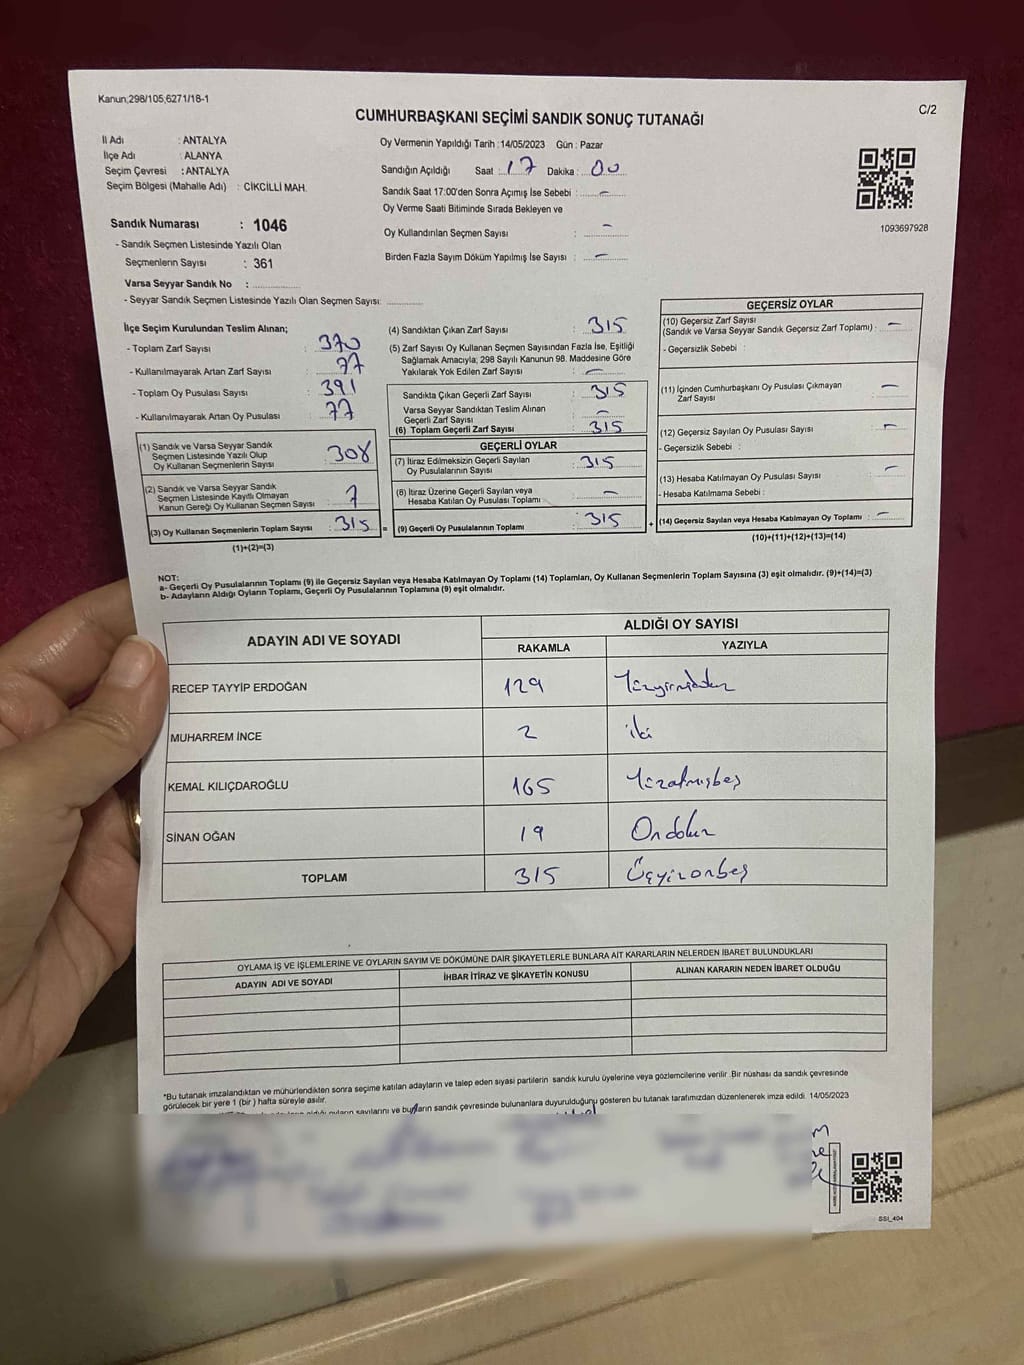 Kanun;298/105,6271/18-1
C/2
CUMHURBAŞKANI SEÇİMİ SANDIK SONUÇ TUTANAĞI
İl Adı : ANTALYA
İlçe Adı : ALANYA
Seçim Çevresi : ANTALYA
Seçim Bölgesi (Mahalle Adı) : CİKCİLLİ MAH.
Sandık Numarası : 1046
- Sandık Seçmen Listesinde Yazılı Olan
Seçmenlerin Sayısı : 361
Varsa Seyyar Sandık No :
- Seyyar Sandık Seçmen Listesinde Yazılı Olan Seçmen Sayısı:
Oy Vermenin Yapıldığı Tarih :14/05/2023 Gün : Pazar
Sandığın Açıldığı Saat : 17 Dakika : 00
Sandık Saat 17:00'den Sonra Açımış İse Sebebi : –
Oy Verme Saati Bitiminde Sırada Bekleyen ve
Oy Kullandırılan Seçmen Sayısı : –
Birden Fazla Sayım Döküm Yapılmış İse Sayısı : –
1093697928
İlçe Seçim Kurulundan Teslim Alınan;
- Toplam Zarf Sayısı : 370
- Kullanılmayarak Artan Zarf Sayısı : 77
- Toplam Oy Pusulası Sayısı : 391
- Kullanılmayarak Artan Oy Pusulası : 77
(1) Sandık ve Varsa Seyyar Sandık
Seçmen Listesinde Yazılı Olup
Oy Kullanan Seçmenlerin Sayısı : 308
(2) Sandık ve Varsa Seyyar Sandık
Seçmen Listesinde Kayıtlı Olmayan
Kanun Gereği Oy Kullanan Seçmen Sayısı : 7
(3) Oy Kullanan Seçmenlerin Toplam Sayısı : 315 =
(1)+(2)=(3)
(4) Sandıktan Çıkan Zarf Sayısı : 315
(5) Zarf Sayısı Oy Kullanan Seçmen Sayısından Fazla İse, Eşitliği
Sağlamak Amacıyla; 298 Sayılı Kanunun 98. Maddesine Göre
Yakılarak Yok Edilen Zarf Sayısı : –
Sandıkta Çıkan Geçerli Zarf Sayısı : 315
Varsa Seyyar Sandıktan Teslim Alınan
Geçerli Zarf Sayısı : –
(6) Toplam Geçerli Zarf Sayısı : 315
GEÇERLİ OYLAR
(7) İtiraz Edilmeksizin Geçerli Sayılan
Oy Pusulalarının Sayısı : 315
(8) İtiraz Üzerine Geçerli Sayılan veya
Hesaba Katılan Oy Pusulası Toplamı : –
(9) Geçerli Oy Pusulalarının Toplamı : 315 +
GEÇERSİZ OYLAR
(10) Geçersiz Zarf Sayısı
(Sandık ve Varsa Seyyar Sandık Geçersiz Zarf Toplamı) : –
- Geçersizlik Sebebi :
(11) İçinden Cumhurbaşkanı Oy Pusulası Çıkmayan
Zarf Sayısı : –
(12) Geçersiz Sayılan Oy Pusulası Sayısı : –
- Geçersizlik Sebebi :
(13) Hesaba Katılmayan Oy Pusulası Sayısı : –
- Hesaba Katılmama Sebebi :
(14) Geçersiz Sayılan veya Hesaba Katılmayan Oy Toplamı : –
(10)+(11)+(12)+(13)=(14)
NOT:
a- Geçerli Oy Pusulalarının Toplamı (9) ile Geçersiz Sayılan veya Hesaba Katılmayan Oy Toplamı (14) Toplamları, Oy Kullanan Seçmenlerin Toplam Sayısına (3) eşit olmalıdır. (9)+(14)=(3)
b- Adayların Aldığı Oyların Toplamı, Geçerli Oy Pusulalarının Toplamına (9) eşit olmalıdır.
ADAYIN ADI VE SOYADI ALDIĞI OY SAYISI
RAKAMLA YAZIYLA
RECEP TAYYİP ERDOĞAN 129 Yüzyirmidokuz
MUHARREM İNCE 2 iki
KEMAL KILIÇDAROĞLU 165 Yüzatmışbeş
SİNAN OĞAN 19 Ondokuz
TOPLAM 315 Üçyüzonbeş
OYLAMA İŞ VE İŞLEMLERİNE VE OYLARIN SAYIM VE DÖKÜMÜNE DAİR ŞİKAYETLERLE BUNLARA AİT KARARLARIN NELERDEN İBARET BULUNDUKLARI
ADAYIN ADI VE SOYADI İHBAR İTİRAZ VE ŞİKAYETİN KONUSU ALINAN KARARIN NEDEN İBARET OLDUĞU
*Bu tutanak imzalandıktan ve mühürlendikten sonra seçime katılan adayların ve talep eden siyasi partilerin sandık kurulu üyelerine veya gözlemcilerine verilir .Bir nüshası da sandık çevresinde
görülecek bir yere 1 (bir ) hafta süreyle asılır.
oyların sayılarını ve bunların sandık çevresinde bulunanlara duyurulduğunu gösteren bu tutanak tarafımızdan düzenlenerek imza edildi. 14/05/2023
SSI_404